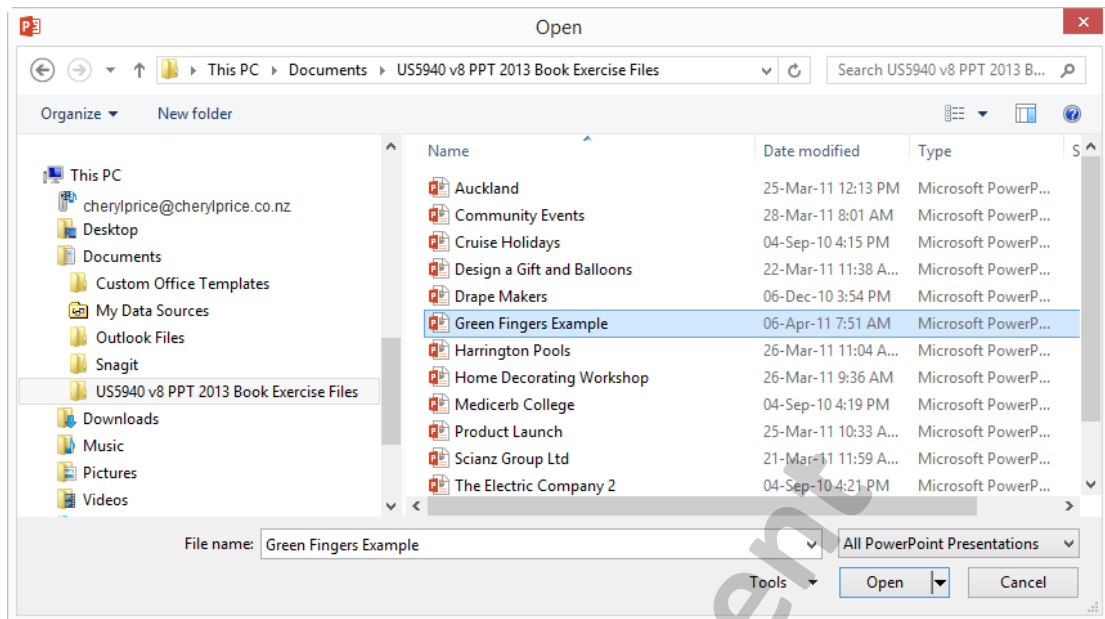 Open
This PC Documents US5940 v8 PPT 2013 Book Exercise Files Search US5940 v8 PPT 2013 B...
Organize New folder
Name Date modified Type S
This PC
cherylprice@cherylprice.co.nz
Desktop
Documents
Custom Office Templates
My Data Sources
Outlook Files
Snagit
US5940 v8 PPT 2013 Book Exercise Files
Downloads
Music
Pictures
Videos
Auckland 25-Mar-11 12:13 PM Microsoft PowerP...
Community Events 28-Mar-11 8:01 AM Microsoft PowerP...
Cruise Holidays 04-Sep-10 4:15 PM Microsoft PowerP...
Design a Gift and Balloons 22-Mar-11 11:38 A... Microsoft PowerP...
Drape Makers 06-Dec-10 3:54 PM Microsoft PowerP...
Green Fingers Example 06-Apr-11 7:51 AM Microsoft PowerP...
Harrington Pools 26-Mar-11 11:04 A... Microsoft PowerP...
Home Decorating Workshop 26-Mar-11 9:36 AM Microsoft PowerP...
Medicerb College 04-Sep-10 4:19 PM Microsoft PowerP...
Product Launch 25-Mar-11 10:33 A... Microsoft PowerP...
Scianz Group Ltd 21-Mar-11 11:59 A... Microsoft PowerP...
The Electric Company 2 04-Sep-10 4:21 PM Microsoft PowerP...
File name: Green Fingers Example All PowerPoint Presentations
Tools Open Cancel